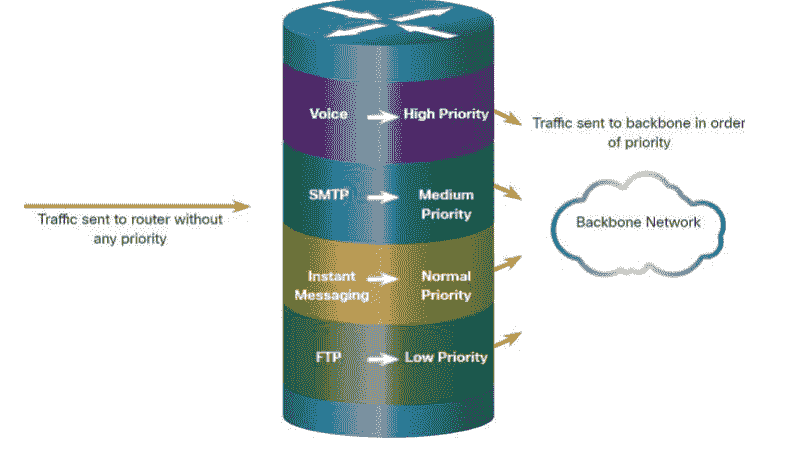 Voice
High Priority
Traffic sent to backbone in order
of priority
SMTP
Medium
Priority
Traffic sent to router without
any priority
Backbone Network
Instant
Messaging
Normal
Priority
FTP
Low Priority